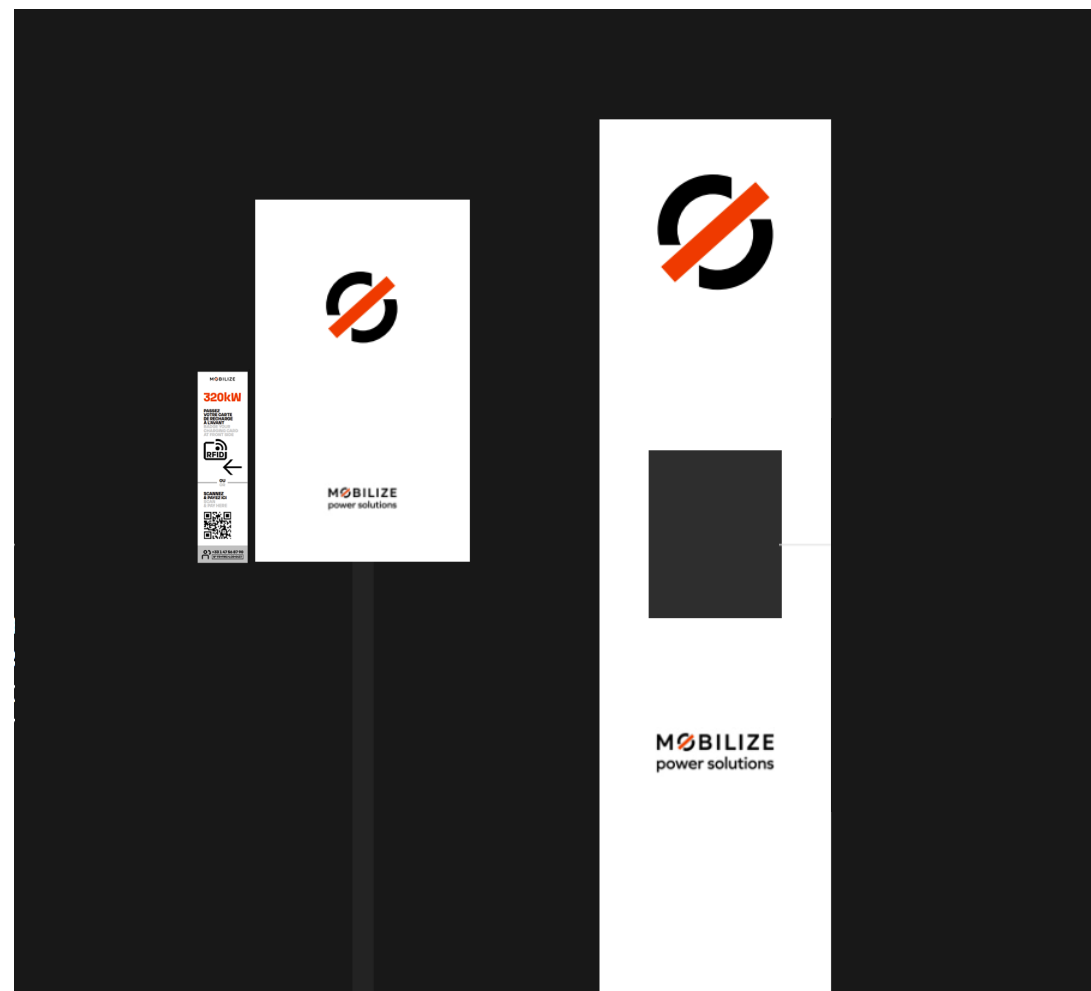 MOBILIZE
320kW
PASSEZ
VOTRE CARTE
DE RECHARGE
À L'AVANT
RFID
OU
SCANNEZ
& PAYEZ ICI
MOBILIZE
power solutions
MOBILIZE
power solutions